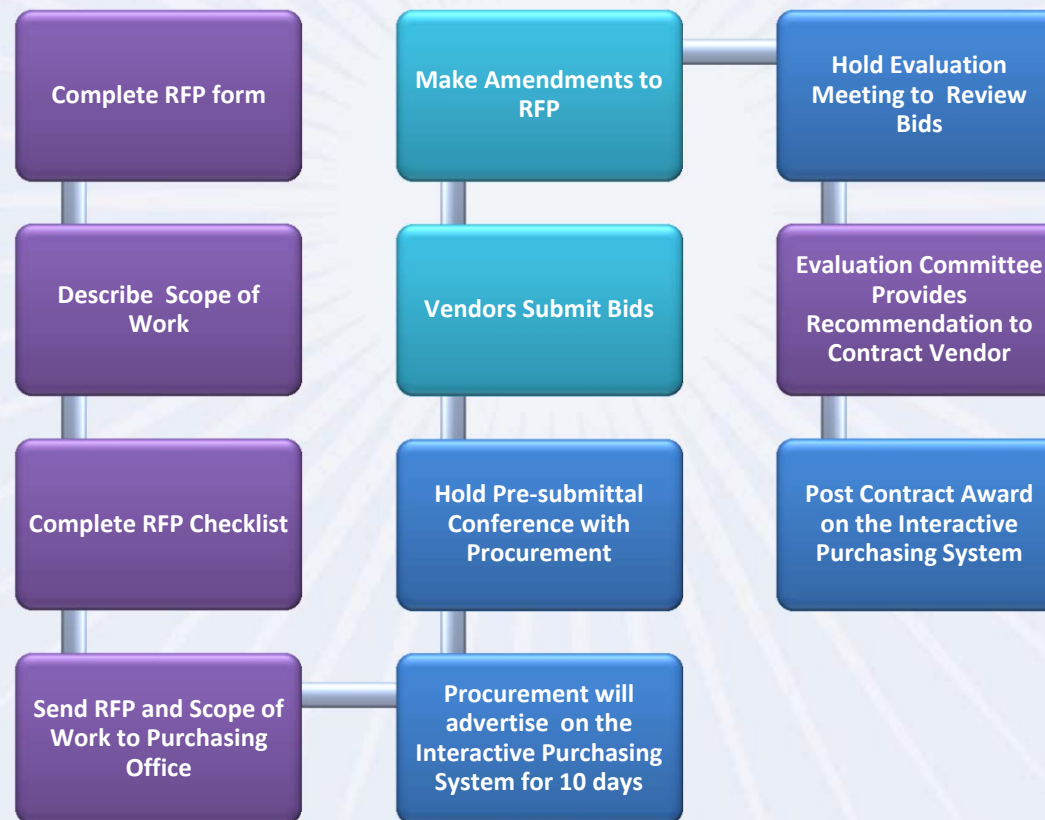 Complete RFP form
Describe Scope of
Work
Complete RFP Checklist
Send RFP and Scope of
Work to Purchasing
Office
Procurement will
advertise on the
Interactive Purchasing
System for 10 days
Hold Pre-submittal
Conference with
Procurement
Vendors Submit Bids
Make Amendments to
RFP
Hold Evaluation
Meeting to Review
Bids
Evaluation Committee
Provides
Recommendation to
Contract Vendor
Post Contract Award
on the Interactive
Purchasing System